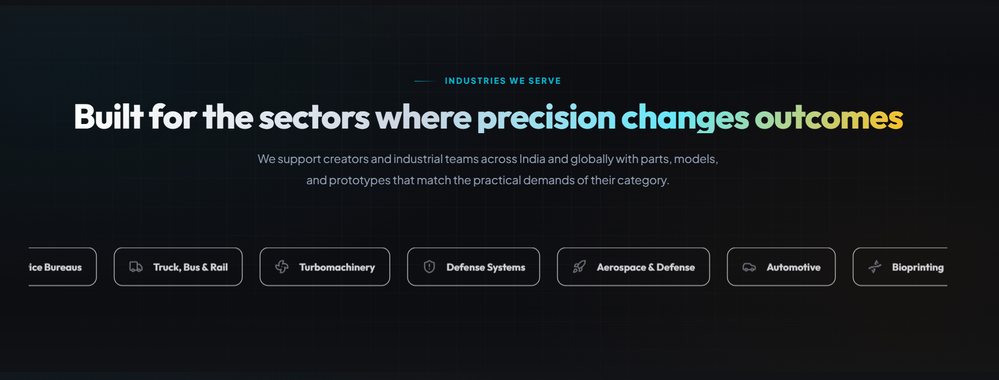 INDUSTRIES WE SERVE
Built for the sectors where precision changes outcomes
We support creators and industrial teams across India and globally with parts, models,
and prototypes that match the practical demands of their category.
ice Bureaus
Truck, Bus & Rail
Turbomachinery
Defense Systems
Aerospace & Defense
Automotive
Bioprinting